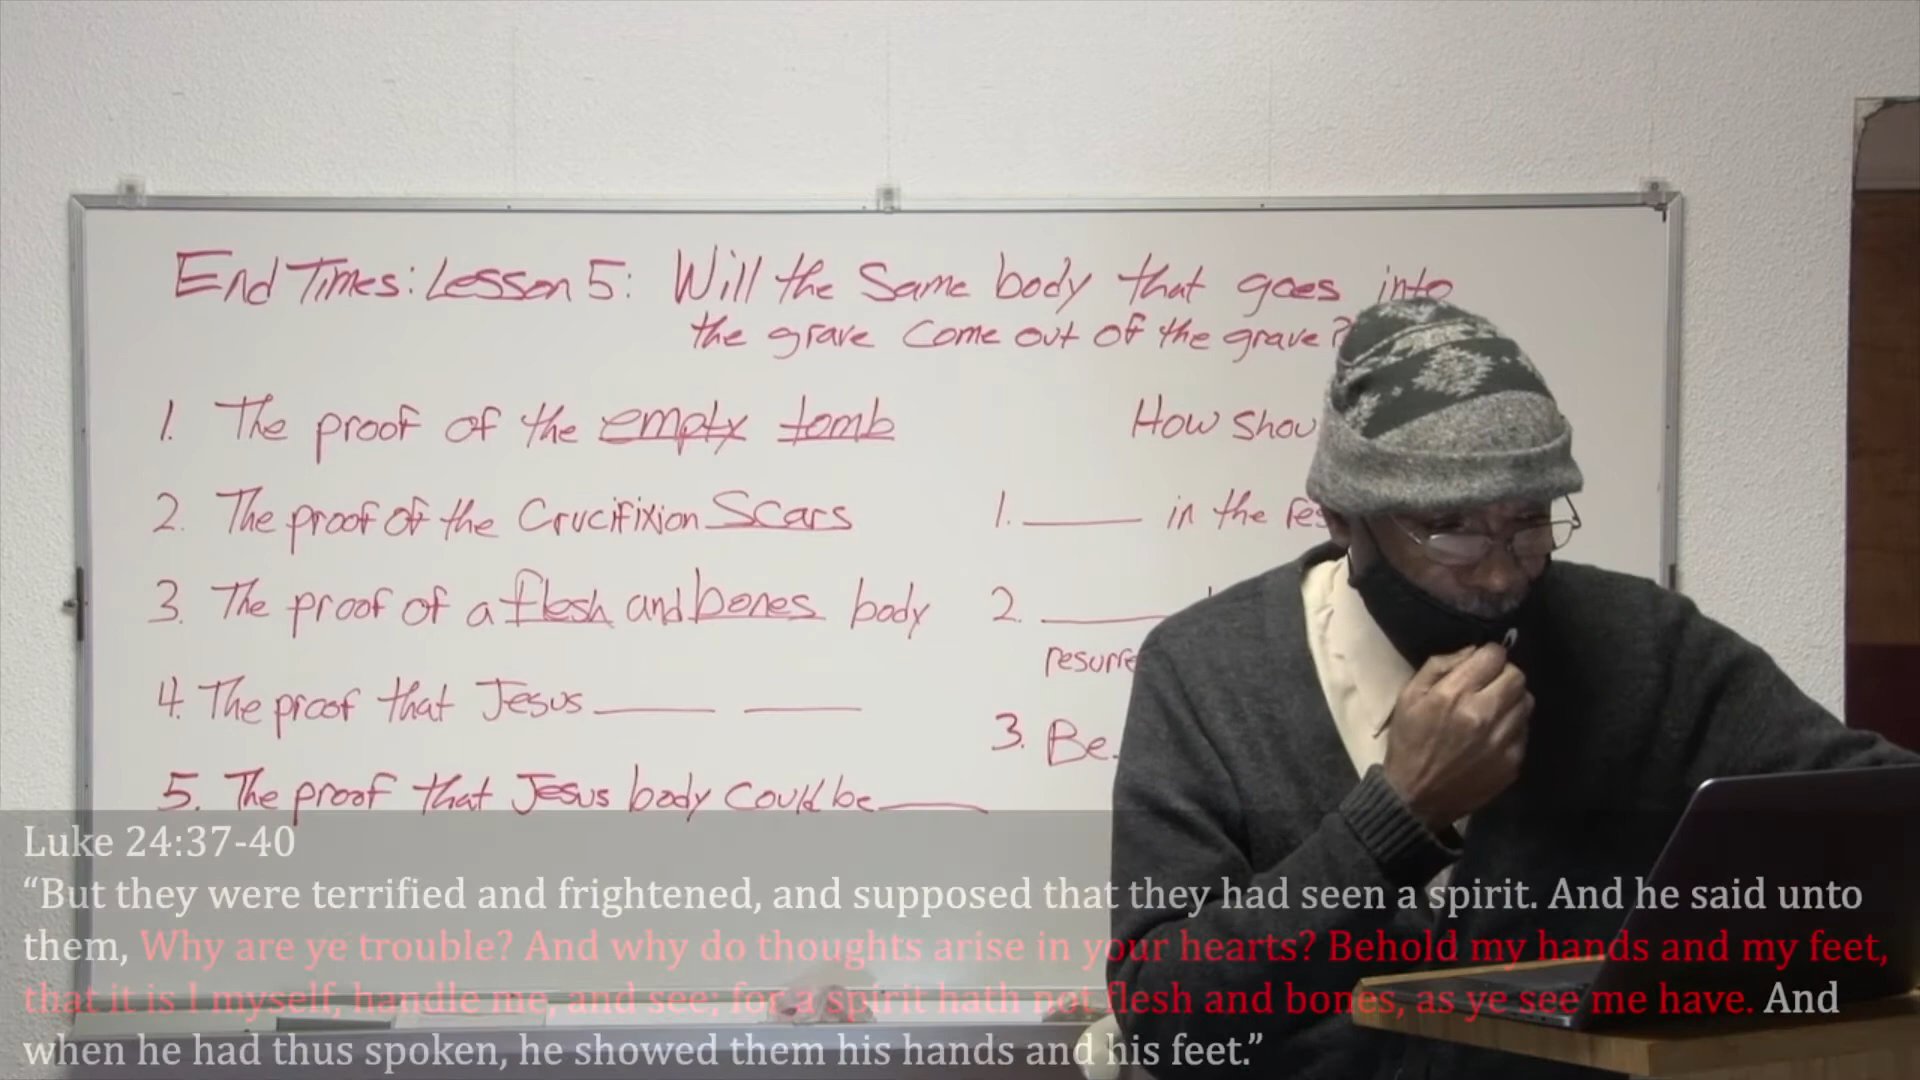 End Times: Lesson 5: Will the Same body that goes into
the grave Come out of the grave?
1. The proof of the empty tomb
2. The proof of the Crucifixion Scars
3. The proof of a flesh and bones body
4. The proof that Jesus ____ ____
5. The proof that Jesus body Could be ____
How shou
1. ____ in the res
2. ____
resurre
3. Be
Luke 24:37-40
“But they were terrified and frightened, and supposed that they had seen a spirit. And he said unto
them, Why are ye trouble? And why do thoughts arise in your hearts? Behold my hands and my feet,
that it is I myself, handle me, and see; for a spirit hath not flesh and bones, as ye see me have. And
when he had thus spoken, he showed them his hands and his feet.”